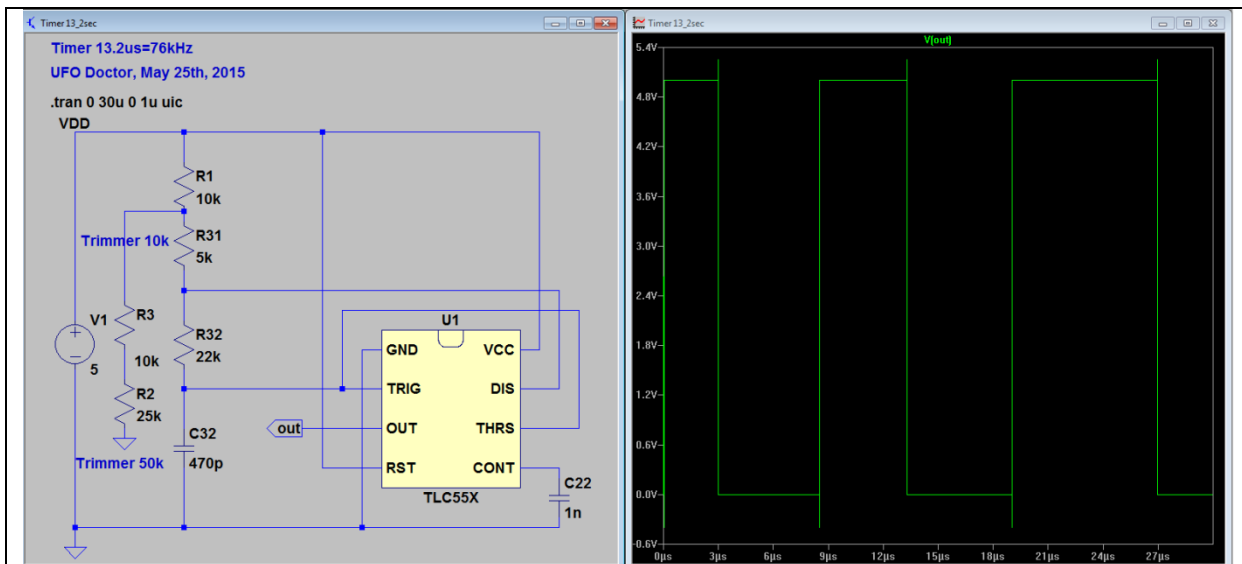 Timer13_2sec
Timer 13.2us=76kHz
UFO Doctor, May 25th, 2015
.tran 0 30u 0 1u uic
VDD
R1
10k
Trimmer 10k
R31
5k
V1
5
R3
10k
R32
22k
R2
25k
Trimmer 50k
C32
470p
out
U1
GND VCC
TRIG DIS
OUT THRS
RST CONT
TLC55X
C22
1n
Timer13_2sec
V(out)
5.4V
4.8V
4.2V
3.6V
3.0V
2.4V
1.8V
1.2V
0.6V
0.0V
-0.6V
0µs 3µs 6µs 9µs 12µs 15µs 18µs 21µs 24µs 27µs